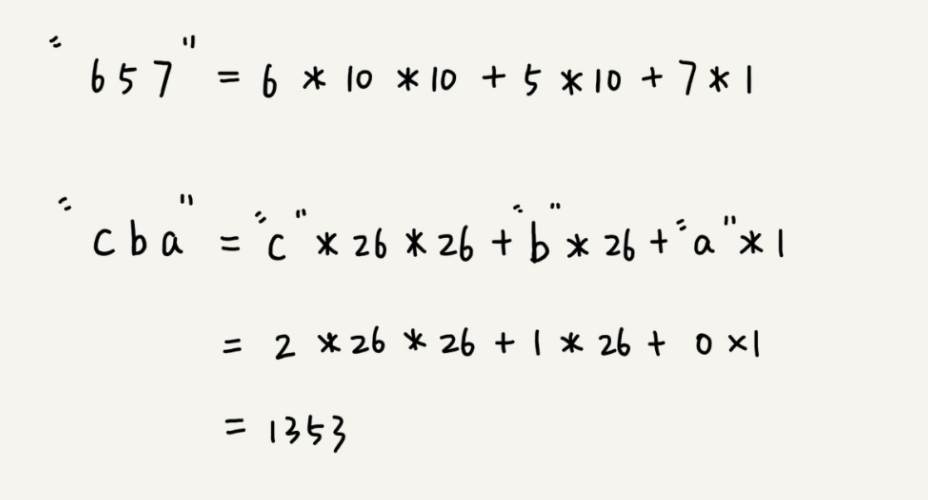 "657" = 6 * 10 * 10 + 5 * 10 + 7 * 1
"cba" = "c" * 26 * 26 + "b" * 26 + "a" * 1
= 2 * 26 * 26 + 1 * 26 + 0 × 1
= 1353